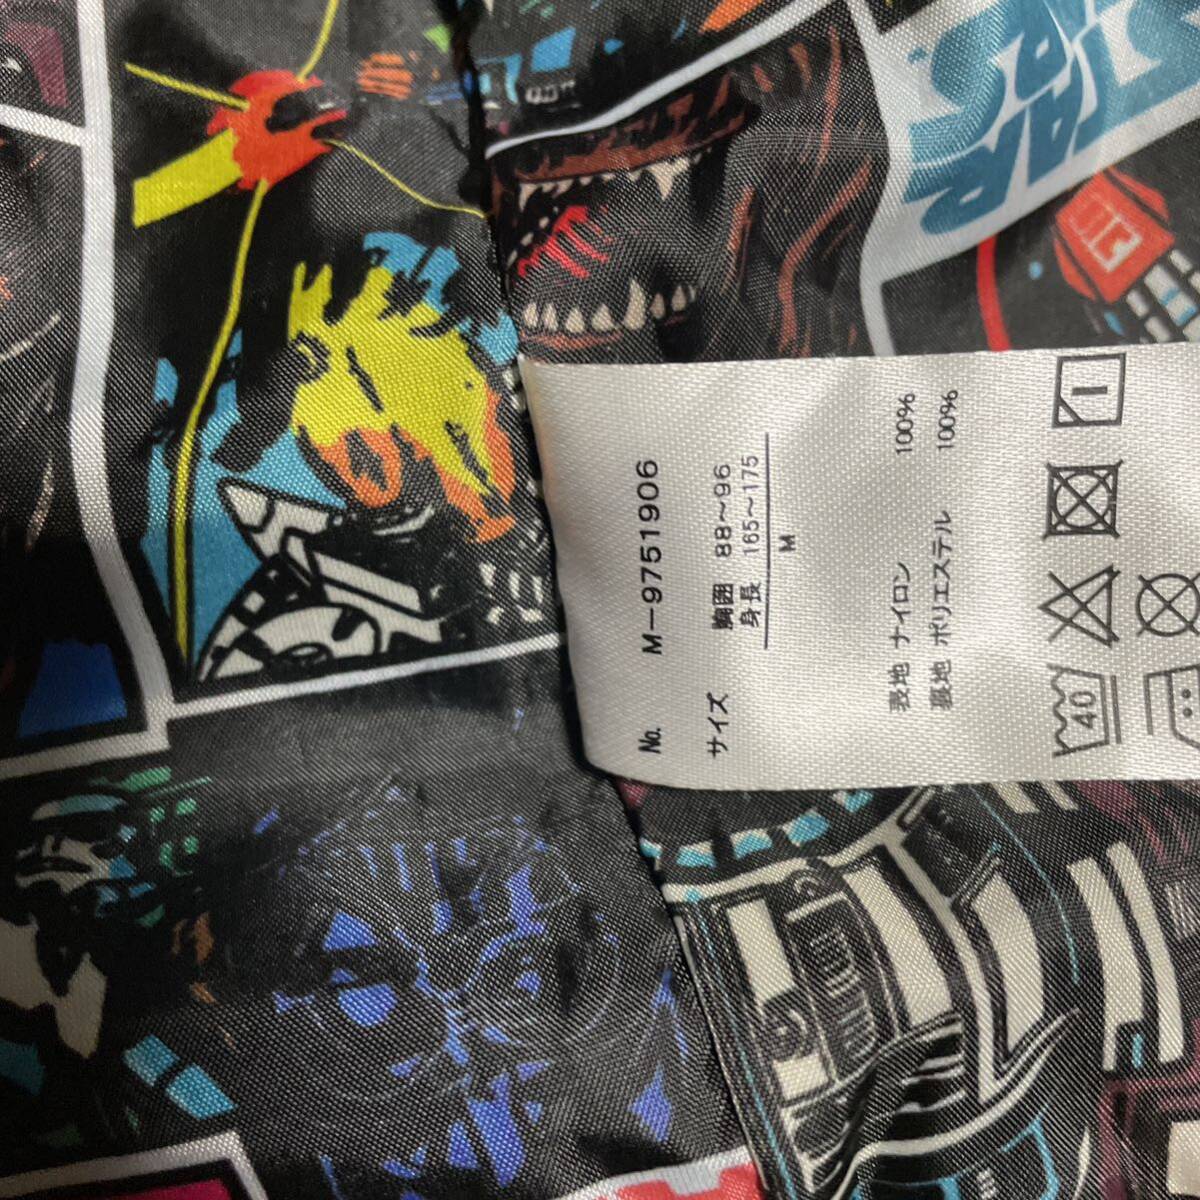 No. M-9751906
サイズ 胸囲 88~96
身長 165~175
M
表地 ナイロン 100%
裏地 ポリエステル 100%
40
STAR